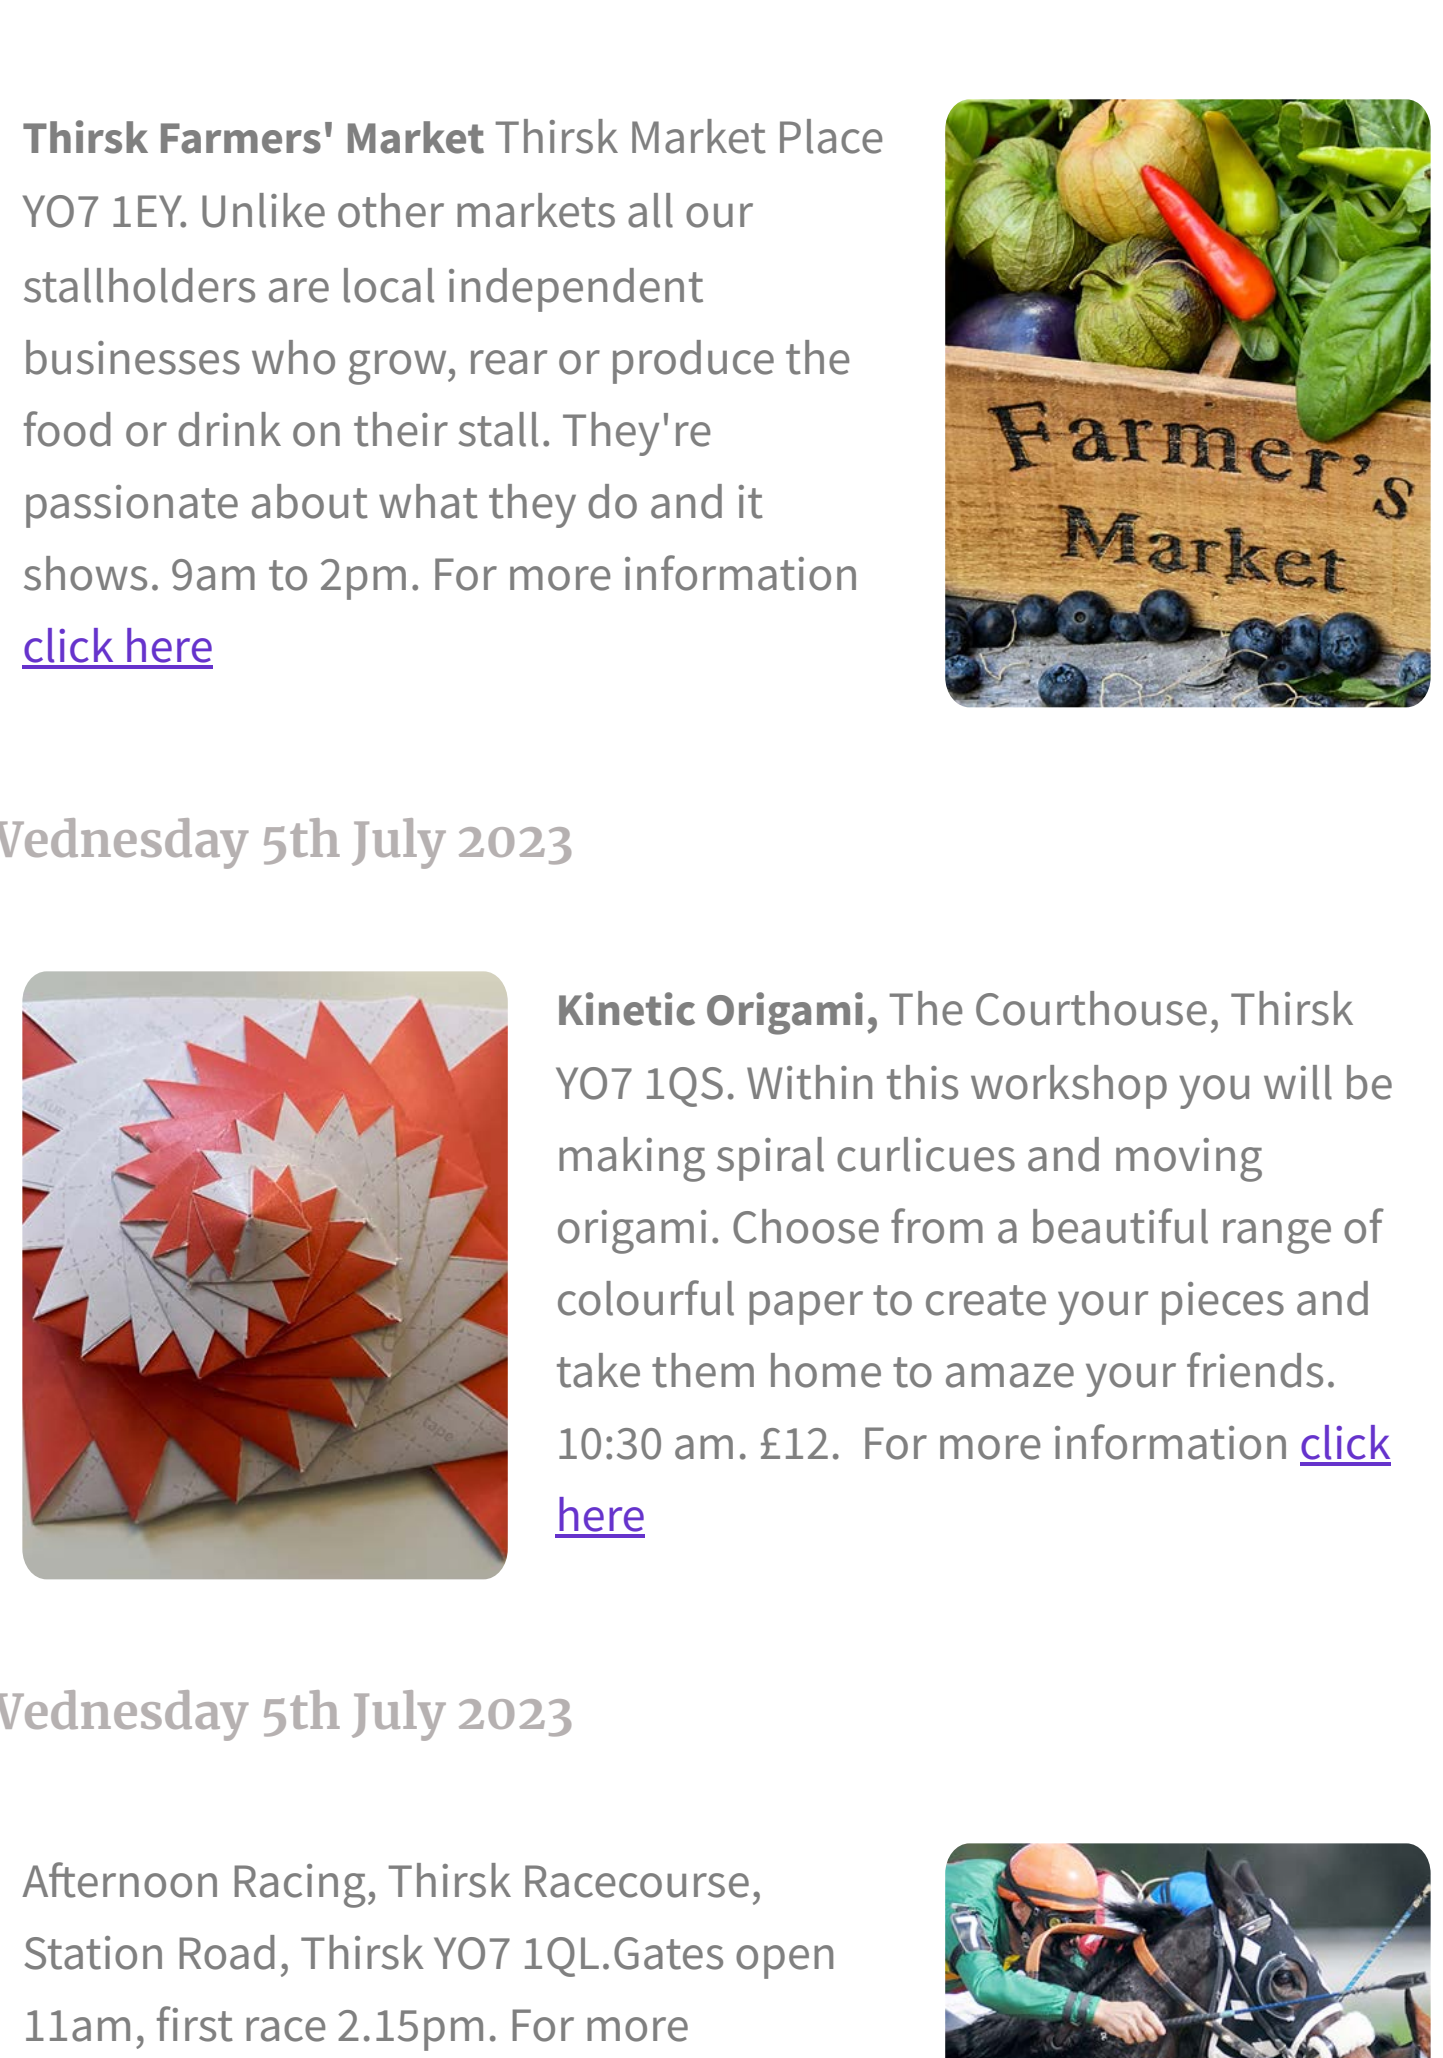 Thirsk Farmers' Market Thirsk Market Place
YO7 1EY. Unlike other markets all our
stallholders are local independent
businesses who grow, rear or produce the
food or drink on their stall. They're
passionate about what they do and it
shows. 9am to 2pm. For more information
click here
Farmer's
Market
Wednesday 5th July 2023
Kinetic Origami, The Courthouse, Thirsk
YO7 1QS. Within this workshop you will be
making spiral curlicues and moving
origami. Choose from a beautiful range of
colourful paper to create your pieces and
take them home to amaze your friends.
10:30 am. £12. For more information click
here
or tape
Wednesday 5th July 2023
Afternoon Racing, Thirsk Racecourse,
Station Road, Thirsk YO7 1QL.Gates open
11am, first race 2.15pm. For more
7